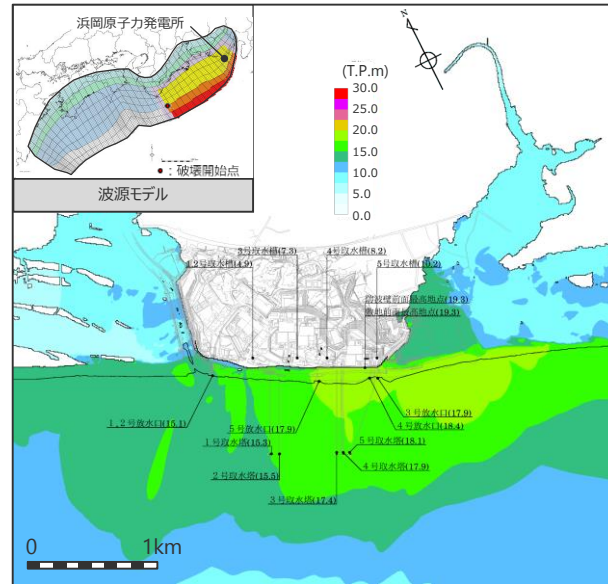 浜岡原子力発電所
●:破壊開始点
波源モデル
N
(T.P.m)
30.0
25.0
20.0
15.0
10.0
5.0
0.0
3号取水槽(7.3)
4号取水槽(8.2)
1,2号取水槽(4.9)
5号取水槽(10.2)
防波壁前面最高地点(19.3)
敷地前面最高地点(19.3)
1,2号放水口(15.1)
5号放水口(17.9)
3号放水口(17.9)
4号放水口(18.4)
1号取水塔(15.3)
5号取水塔(18.1)
2号取水塔(15.5)
4号取水塔(17.9)
3号取水塔(17.4)
0 1km